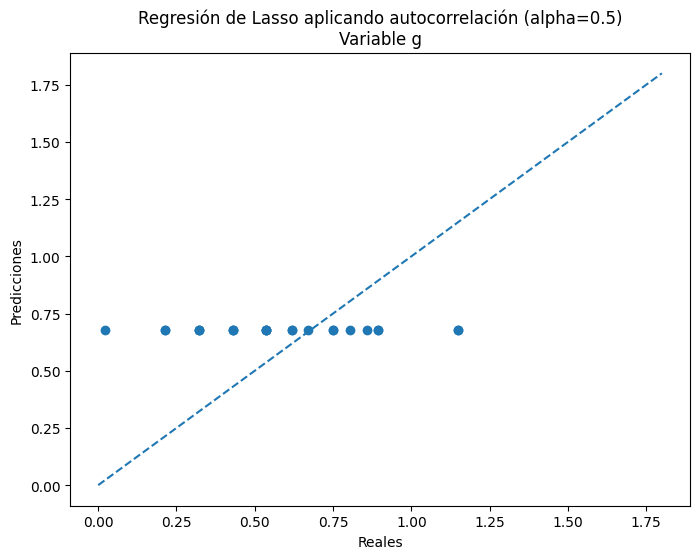 Regresión de Lasso aplicando autocorrelación (alpha=0.5)
Variable g
Predicciones
1.75
1.50
1.25
1.00
0.75
0.50
0.25
0.00
0.00 0.25 0.50 0.75 1.00 1.25 1.50 1.75
Reales